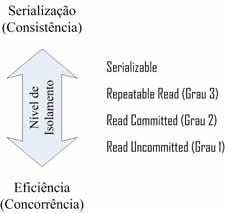 Serialização
(Consistência)
Nível de
Isolamento
Serializable
Repeatable Read (Grau 3)
Read Committed (Grau 2)
Read Uncommitted (Grau 1)
Eficiência
(Concorrência)